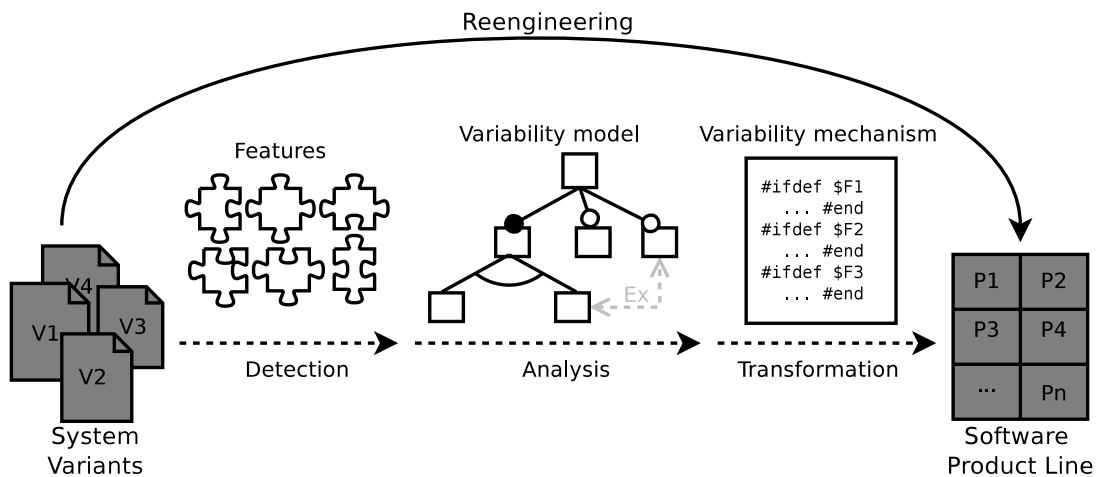 Reengineering
Features
Variability model
Variability mechanism
#ifdef $F1
... #end
#ifdef $F2
... #end
#ifdef $F3
... #end
Ex
V4
V1
V3
V2
P1
P2
P3
P4
...
Pn
Detection
Analysis
Transformation
System
Variants
Software
Product Line